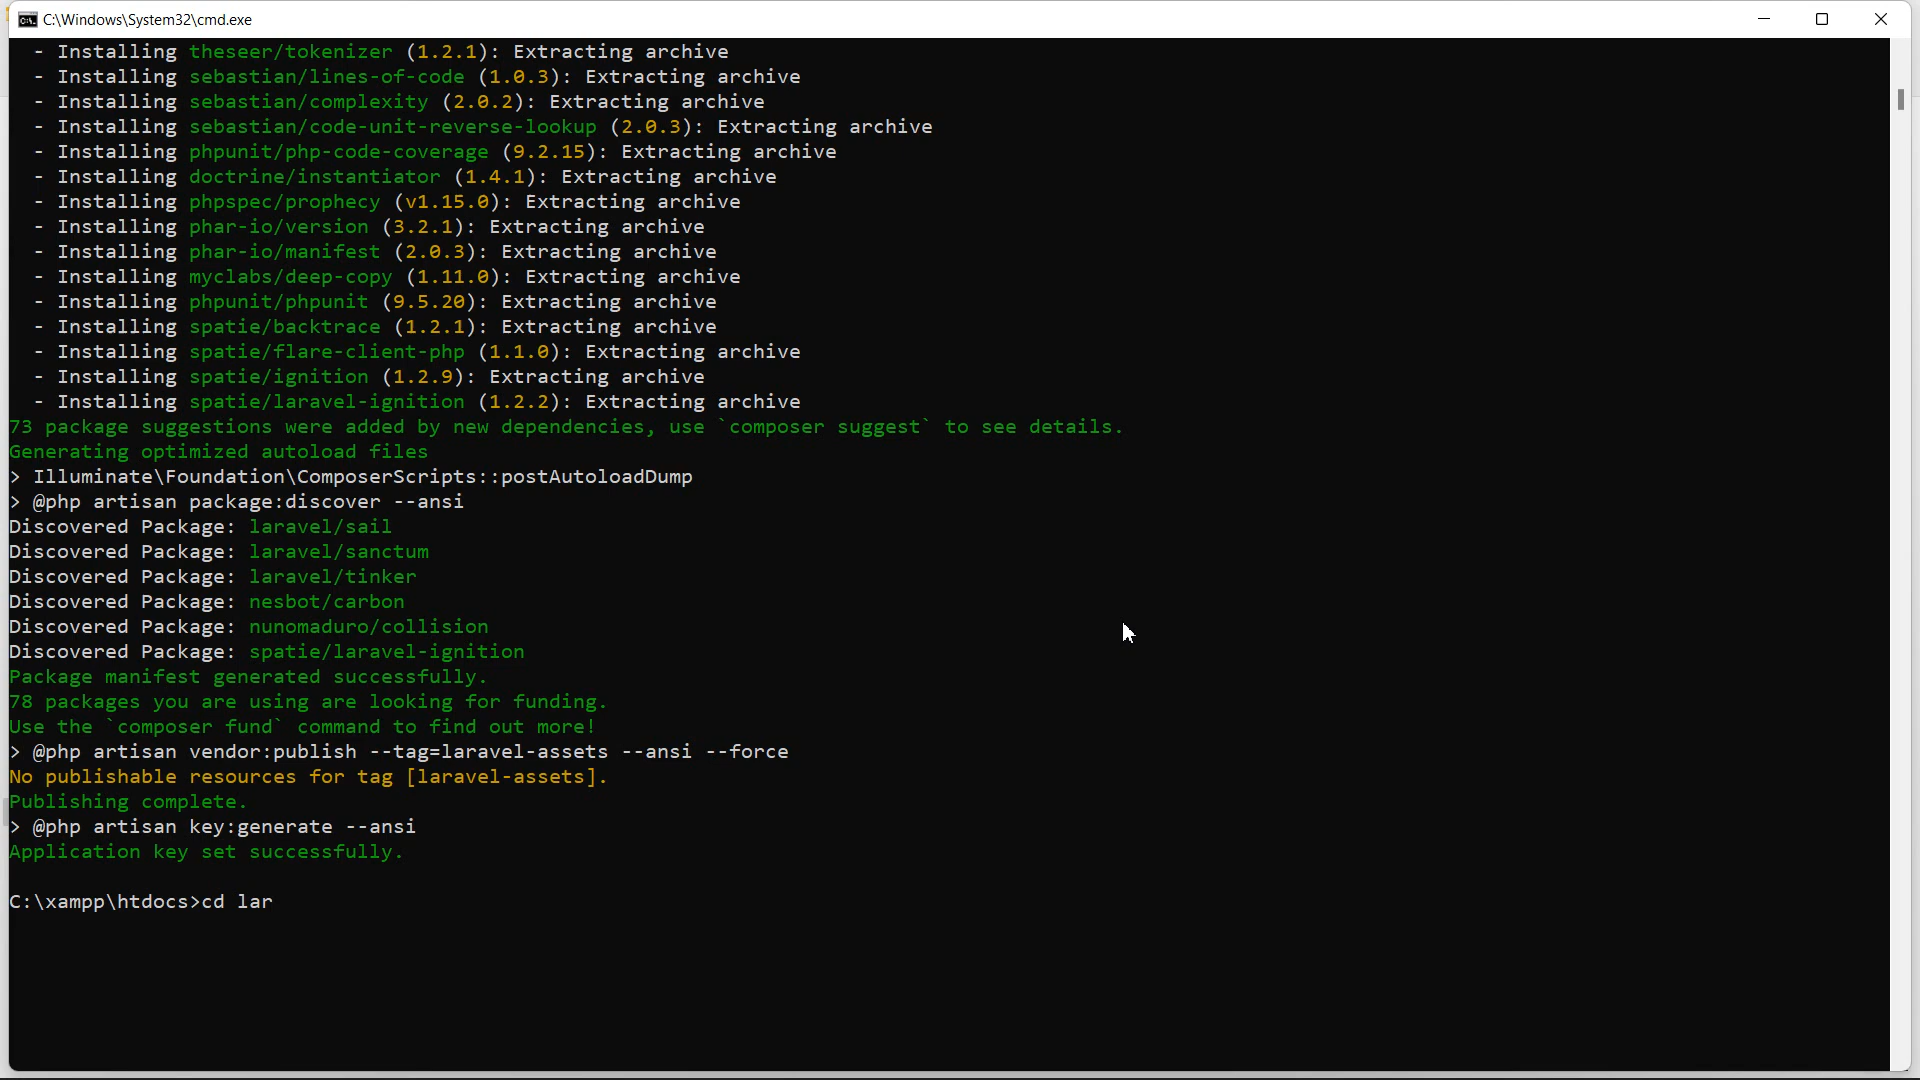 C:\Windows\System32\cmd.exe
- Installing theseer/tokenizer (1.2.1): Extracting archive
- Installing sebastian/lines-of-code (1.0.3): Extracting archive
- Installing sebastian/complexity (2.0.2): Extracting archive
- Installing sebastian/code-unit-reverse-lookup (2.0.3): Extracting archive
- Installing phpunit/php-code-coverage (9.2.15): Extracting archive
- Installing doctrine/instantiator (1.4.1): Extracting archive
- Installing phpspec/prophecy (v1.15.0): Extracting archive
- Installing phar-io/version (3.2.1): Extracting archive
- Installing phar-io/manifest (2.0.3): Extracting archive
- Installing myclabs/deep-copy (1.11.0): Extracting archive
- Installing phpunit/phpunit (9.5.20): Extracting archive
- Installing spatie/backtrace (1.2.1): Extracting archive
- Installing spatie/flare-client-php (1.1.0): Extracting archive
- Installing spatie/ignition (1.2.9): Extracting archive
- Installing spatie/laravel-ignition (1.2.2): Extracting archive
73 package suggestions were added by new dependencies, use `composer suggest` to see details.
Generating optimized autoload files
> Illuminate\Foundation\ComposerScripts::postAutoloadDump
> @php artisan package:discover --ansi
Discovered Package: laravel/sail
Discovered Package: laravel/sanctum
Discovered Package: laravel/tinker
Discovered Package: nesbot/carbon
Discovered Package: nunomaduro/collision
Discovered Package: spatie/laravel-ignition
Package manifest generated successfully.
78 packages you are using are looking for funding.
Use the `composer fund` command to find out more!
> @php artisan vendor:publish --tag=laravel-assets --ansi --force
No publishable resources for tag [laravel-assets].
Publishing complete.
> @php artisan key:generate --ansi
Application key set successfully.
C:\xampp\htdocs>cd lar